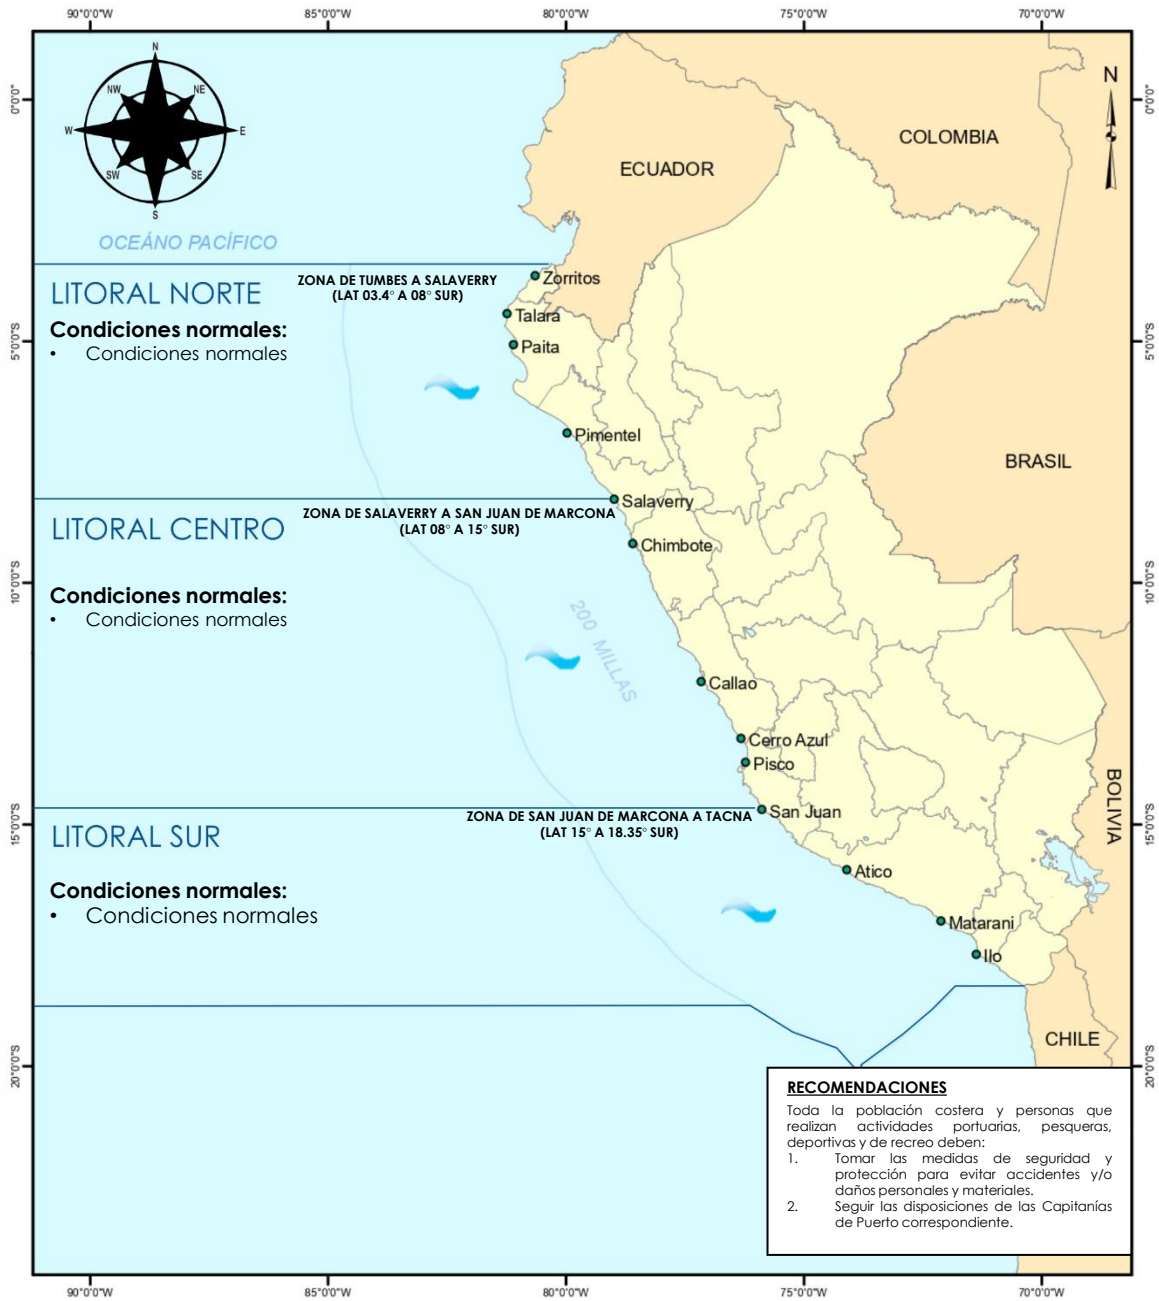 90°0'0"W 85°0'0"W 80°0'0"W 75°0'0"W 70°0'0"W
N
NW NE
W E
SW SE
S
N
0°0'0"
0°0'0"
COLOMBIA
ECUADOR
OCEÁNO PACÍFICO
LITORAL NORTE
ZONA DE TUMBES A SALAVERRY
(LAT 03.4° A 08° SUR)
Zorritos
Talara
Condiciones normales:
• Condiciones normales
Paita
5°0'0"S
5°0'0"S
Pimentel
BRASIL
Salaverry
LITORAL CENTRO
ZONA DE SALAVERRY A SAN JUAN DE MARCONA
(LAT 08° A 15° SUR)
Chimbote
10°0'0"S
10°0'0"S
Condiciones normales:
• Condiciones normales
200 MILLAS
Callao
Cerro Azul
Pisco
BOLIVIA
San Juan
15°0'0"S
15°0'0"S
LITORAL SUR
ZONA DE SAN JUAN DE MARCONA A TACNA
(LAT 15° A 18.35° SUR)
Atico
Condiciones normales:
• Condiciones normales
Matarani
Ilo
CHILE
20°0'0"S
20°0'0"S
RECOMENDACIONES
Toda la población costera y personas que
realizan actividades portuarias, pesqueras,
deportivas y de recreo deben:
1. Tomar las medidas de seguridad y
protección para evitar accidentes y/o
daños personales y materiales.
2. Seguir las disposiciones de las Capitanías
de Puerto correspondiente.
90°0'0"W 85°0'0"W 80°0'0"W 75°0'0"W 70°0'0"W